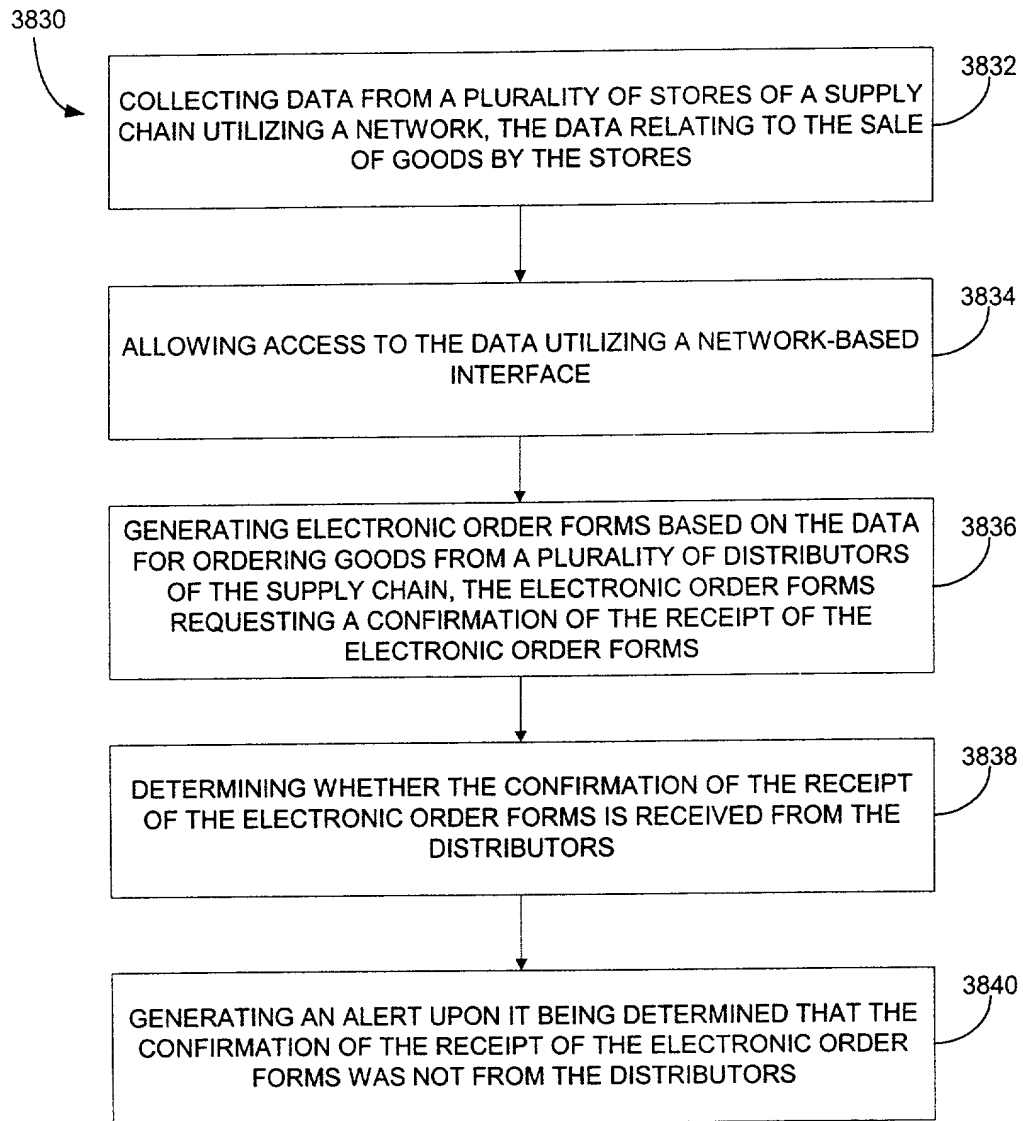 3830
3832
COLLECTING DATA FROM A PLURALITY OF STORES OF A SUPPLY
CHAIN UTILIZING A NETWORK, THE DATA RELATING TO THE SALE
OF GOODS BY THE STORES
3834
ALLOWING ACCESS TO THE DATA UTILIZING A NETWORK-BASED
INTERFACE
3836
GENERATING ELECTRONIC ORDER FORMS BASED ON THE DATA
FOR ORDERING GOODS FROM A PLURALITY OF DISTRIBUTORS
OF THE SUPPLY CHAIN, THE ELECTRONIC ORDER FORMS
REQUESTING A CONFIRMATION OF THE RECEIPT OF THE
ELECTRONIC ORDER FORMS
3838
DETERMINING WHETHER THE CONFIRMATION OF THE RECEIPT
OF THE ELECTRONIC ORDER FORMS IS RECEIVED FROM THE
DISTRIBUTORS
3840
GENERATING AN ALERT UPON IT BEING DETERMINED THAT THE
CONFIRMATION OF THE RECEIPT OF THE ELECTRONIC ORDER
FORMS WAS NOT FROM THE DISTRIBUTORS